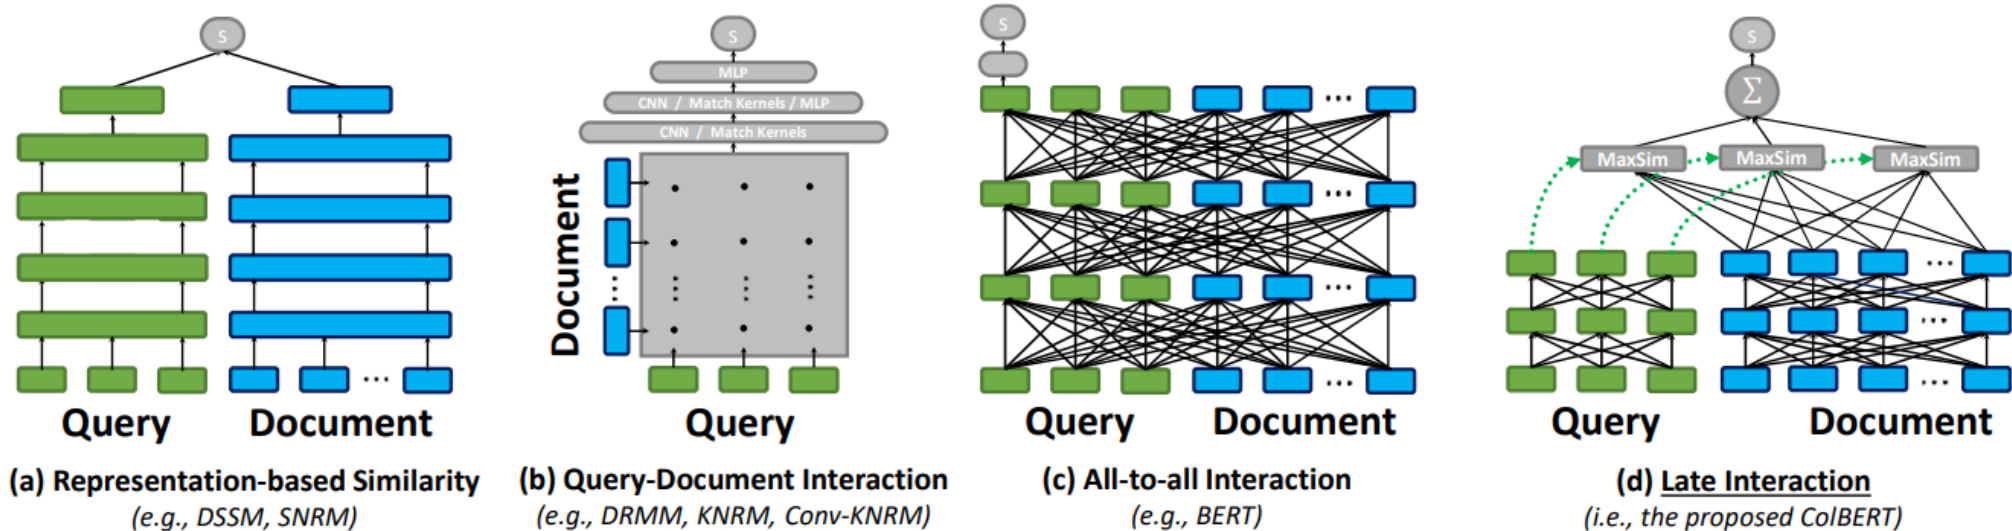 S
Query
Document
(a) Representation-based Similarity
(e.g., DSSM, SNRM)
S
MLP
CNN / Match Kernels / MLP
CNN / Match Kernels
Document
Query
(b) Query-Document Interaction
(e.g., DRMM, KNRM, Conv-KNRM)
S
Query
Document
(c) All-to-all Interaction
(e.g., BERT)
S
Σ
MaxSim
MaxSim
MaxSim
Query
Document
(d) Late Interaction
(i.e., the proposed ColBERT)